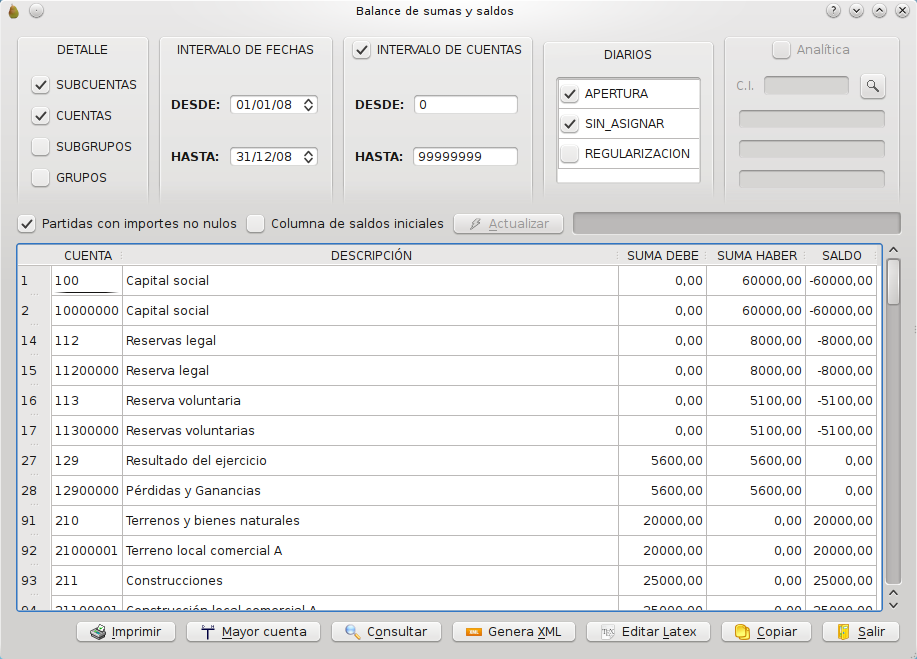 Balance de sumas y saldos
DETALLE
SUBCUENTAS
CUENTAS
SUBGRUPOS
GRUPOS
INTERVALO DE FECHAS
DESDE: 01/01/08
HASTA: 31/12/08
INTERVALO DE CUENTAS
DESDE: 0
HASTA: 99999999
DIARIOS
APERTURA
SIN_ASIGNAR
REGULARIZACION
Analítica
C.I.
Partidas con importes no nulos Columna de saldos iniciales Actualizar
CUENTA DESCRIPCIÓN SUMA DEBE SUMA HABER SALDO
1 100 Capital social 0,00 60000,00 -60000,00
2 10000000 Capital social 0,00 60000,00 -60000,00
14 112 Reservas legal 0,00 8000,00 -8000,00
15 11200000 Reserva legal 0,00 8000,00 -8000,00
16 113 Reserva voluntaria 0,00 5100,00 -5100,00
17 11300000 Reservas voluntarias 0,00 5100,00 -5100,00
27 129 Resultado del ejercicio 5600,00 5600,00 0,00
28 12900000 Pérdidas y Ganancias 5600,00 5600,00 0,00
91 210 Terrenos y bienes naturales 20000,00 0,00 20000,00
92 21000001 Terreno local comercial A 20000,00 0,00 20000,00
93 211 Construcciones 25000,00 0,00 25000,00
94 21100001 Construcción local comercial A 25000,00 0,00 25000,00
Imprimir Mayor cuenta Consultar Genera XML Editar Latex Copiar Salir